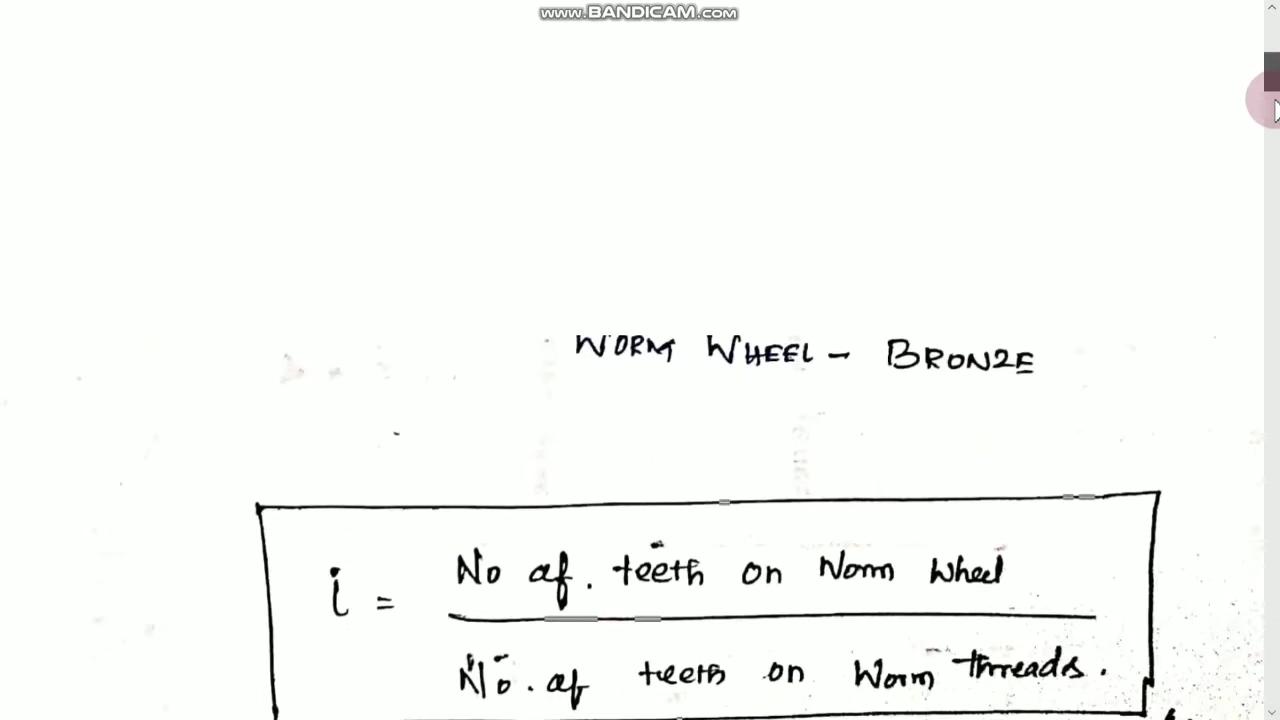 www.BANDICAM.com
WORM WHEEL - BRONZE
i = No of. teeth on Worm Wheel
No. of teeth on Worm threads.